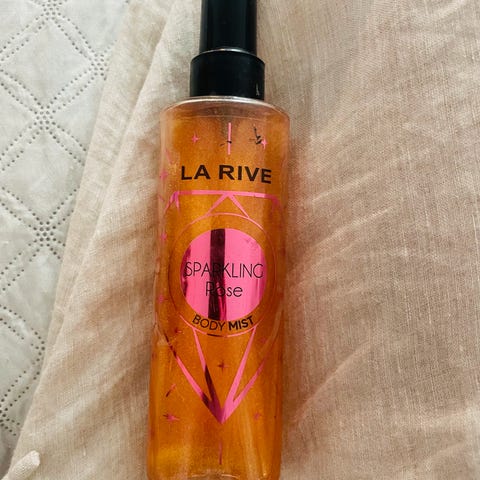 LA RIVE
SPARKLING
Rose
BODY MIST